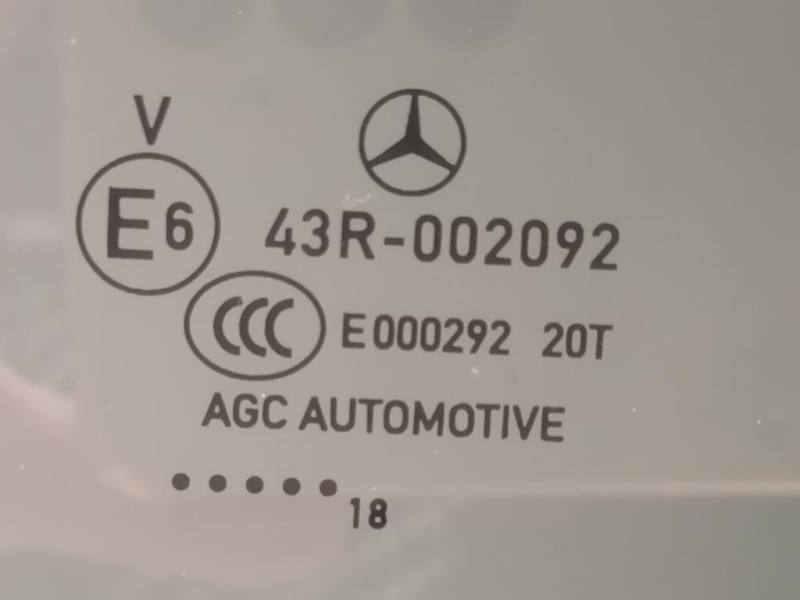 V
E6 43R-002092
CCC E000292 20T
AGC AUTOMOTIVE
•••••18